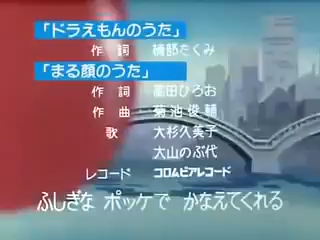 「ドラえもんのうた」
作 詞 楠部たくみ
「まる顔のうた」
作 詞 高田ひろお
作 曲 菊池俊輔
歌 大杉久美子
大山のぶ代
レコード コロムビアレコード
ふしぎな ポッケで かなえてくれる